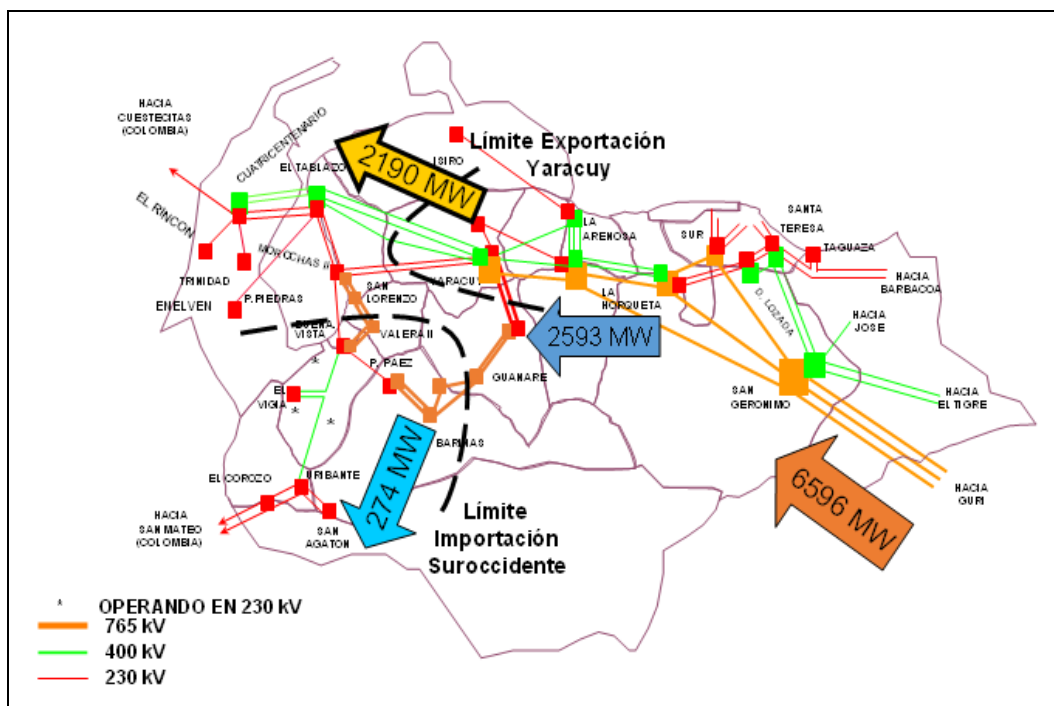 HACIA
CUESTECITAS
(COLOMBIA)
CUATRICENTENARIO
EL TABLAZO
EL RINCON
TRINIDAD
ENELVEN
P.PIEDRAS
2190 MW
ISIRO
Límite Exportación
Yaracuy
LA
ARENOSA
SUR
SANTA
TERESA
TAGUAZA
HACIA
BARBACOA
SAN
LORENZO
VISTA
VALERA II
LA
HORQUETA
D. LOZADA
HACIA
JOSE
2593 MW
P. PAEZ
GUANARE
EL
VIGIA
*
*
*
BARINAS
SAN
GERONIMO
HACIA
EL TIGRE
EL COROZO
URIBANTE
274 MW
6596 MW
HACIA
GURI
HACIA
SAN MATEO
(COLOMBIA)
SAN
AGATON
Límite
Importación
Suroccidente
* OPERANDO EN 230 kV
765 kV
400 kV
230 kV